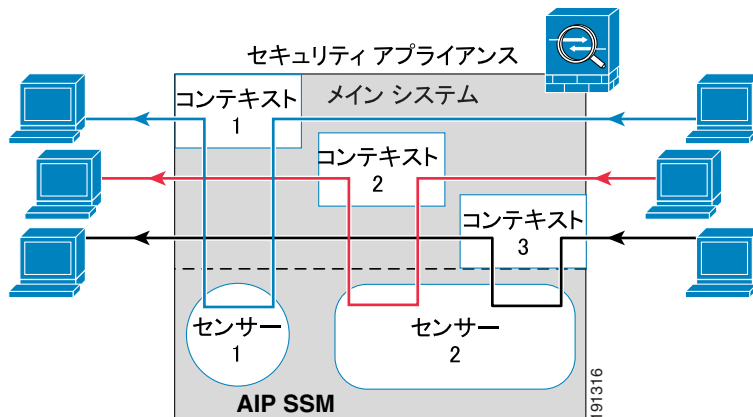 セキュリティ アプライアンス
メイン システム
コンテキスト
1
コンテキスト
2
コンテキスト
3
センサー
1
センサー
2
AIP SSM
191316